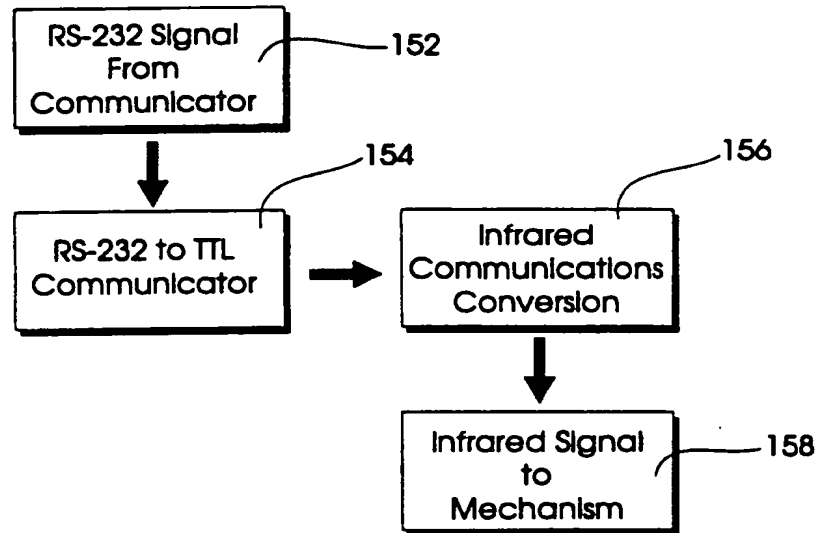 RS-232 Signal
From
Communicator
152
RS-232 to TTL
Communicator
154
Infrared
Communications
Conversion
156
Infrared Signal
to
Mechanism
158